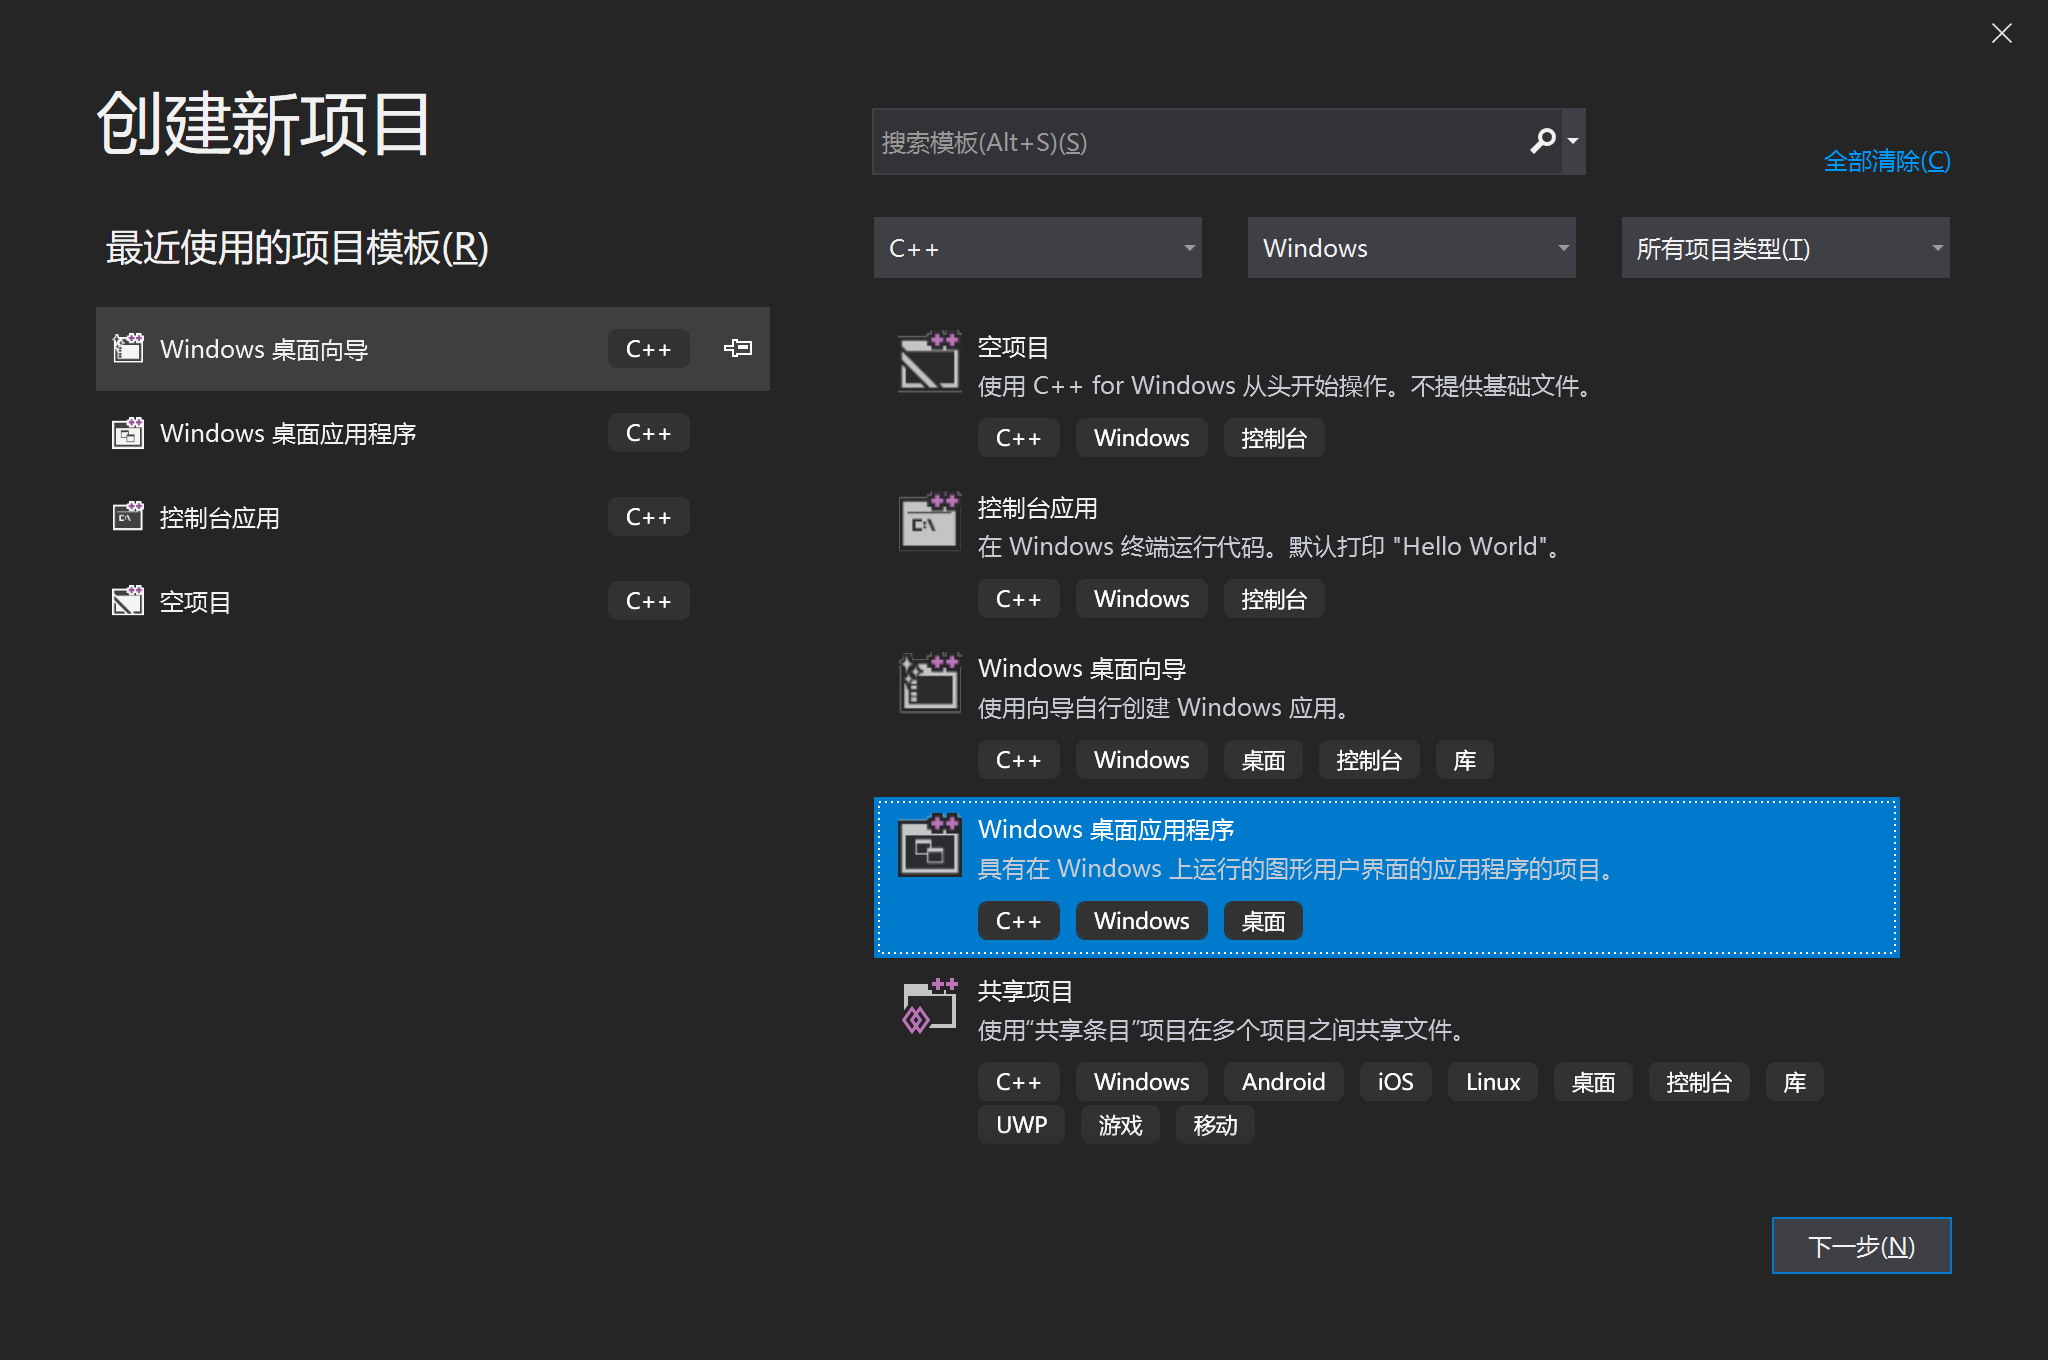 创建新项目
搜索模板(Alt+S)(S)
全部清除(C)
最近使用的项目模板(R)
C++
Windows
所有项目类型(T)
Windows 桌面向导 C++
Windows 桌面应用程序 C++
控制台应用 C++
空项目 C++
空项目
使用 C++ for Windows 从头开始操作。不提供基础文件。
C++ Windows 控制台
控制台应用
在 Windows 终端运行代码。默认打印 "Hello World"。
C++ Windows 控制台
Windows 桌面向导
使用向导自行创建 Windows 应用。
C++ Windows 桌面 控制台 库
Windows 桌面应用程序
具有在 Windows 上运行的图形用户界面的应用程序的项目。
C++ Windows 桌面
共享项目
使用“共享条目”项目在多个项目之间共享文件。
C++ Windows Android iOS Linux 桌面 控制台 库
UWP 游戏 移动
下一步(N)